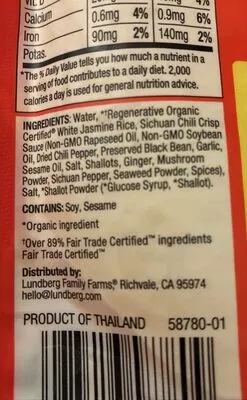 Calcium 0.6mg 4% 0.9mg 6%
Iron 90mg 2% 140mg 2%
Potas.
*The % Daily Value tells you how much a nutrient in a
serving of food contributes to a daily diet. 2,000
calories a day is used for general nutrition advice.
INGREDIENTS: Water, *†Regenerative Organic
Certified® White Jasmine Rice, Sichuan Chili Crisp
Sauce (Non-GMO Rapeseed Oil, Non-GMO Soybean
Oil, Dried Chili Pepper, Preserved Black Bean, Garlic,
Sesame Oil, Salt, Shallots, Ginger, Mushroom
Powder, Sichuan Pepper, Seaweed Powder, Spices),
Salt, *Shallot Powder (*Glucose Syrup, *Shallot).
CONTAINS: Soy, Sesame
*Organic ingredient
†Over 89% Fair Trade Certified™ ingredients
Fair Trade Certified™
Distributed by:
Lundberg Family Farms,® Richvale, CA 95974
hello@lundberg.com
PRODUCT OF THAILAND 58780-01